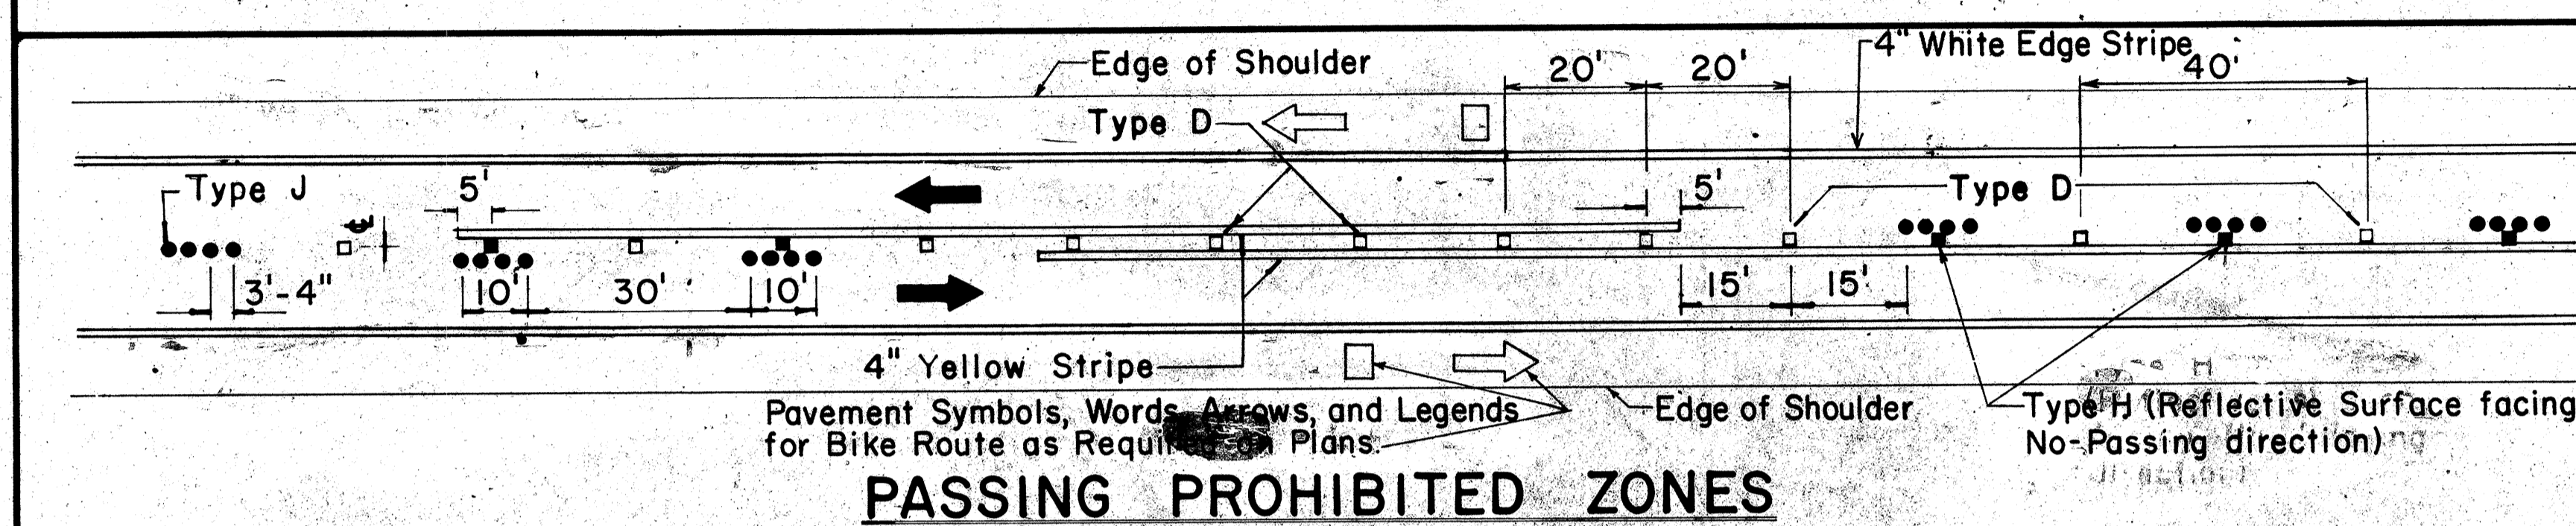 Edge of Shoulder
20'
20'
4" White Edge Stripe
40'
Type D
Type J
5'
5'
Type D
℄
3'-4"
10'
30'
10'
15'
15'
4" Yellow Stripe
Pavement Symbols, Words, Arrows, and Legends
for Bike Route as Required on Plans.
Edge of Shoulder
Type H (Reflective Surface facing
No-Passing direction)
PASSING PROHIBITED ZONES